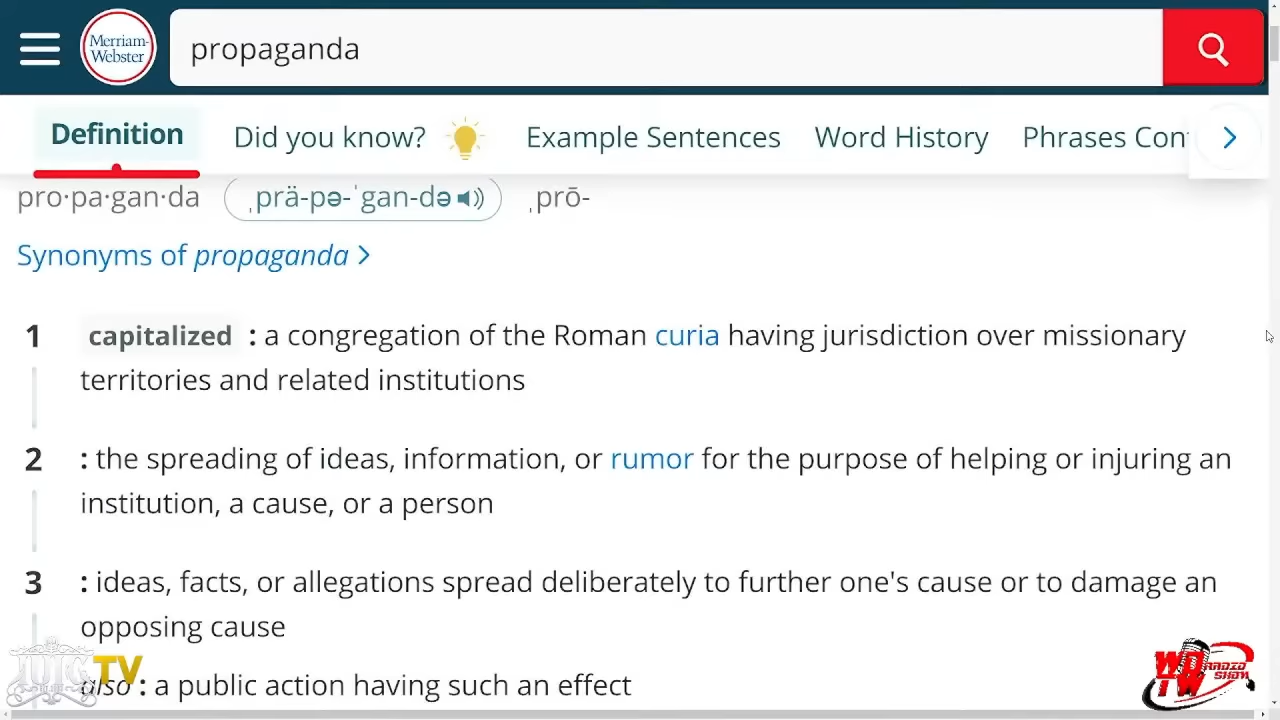 Merriam-
Webster
propaganda
Definition Did you know? Example Sentences Word History Phrases Con
pro·pa·gan·da ˌprä-pə-ˈgan-də ˌprō-
Synonyms of propaganda
1 capitalized : a congregation of the Roman curia having jurisdiction over missionary
territories and related institutions
2 : the spreading of ideas, information, or rumor for the purpose of helping or injuring an
institution, a cause, or a person
3 : ideas, facts, or allegations spread deliberately to further one's cause or to damage an
opposing cause
also : a public action having such an effect
IUIC TV
SHOW